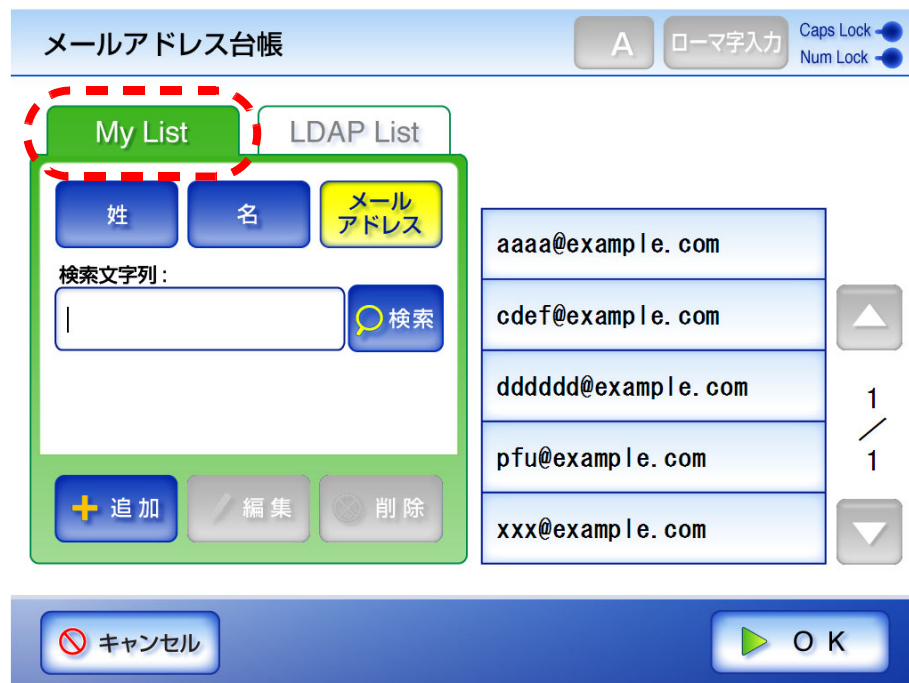 メールアドレス台帳
A
ローマ字入力
Caps Lock
Num Lock
My List
LDAP List
姓
名
メール
アドレス
検索文字列：
検索
追加
編集
削除
aaaa@example.com
cdef@example.com
dddddd@example.com
pfu@example.com
xxx@example.com
1
／
1
キャンセル
OK